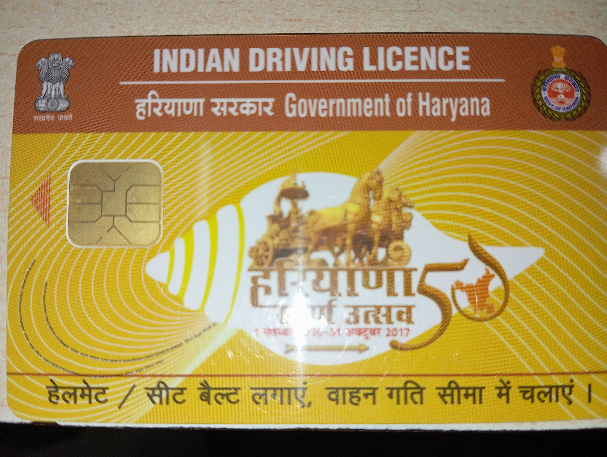 INDIAN DRIVING LICENCE
हरियाणा सरकार Government of Haryana
सत्यमेव जयते
हरियाणा 50
उत्सव
अक्टूबर 2017
हेलमेट / सीट बैल्ट लगाएं, वाहन गति सीमा में चलाएं ।